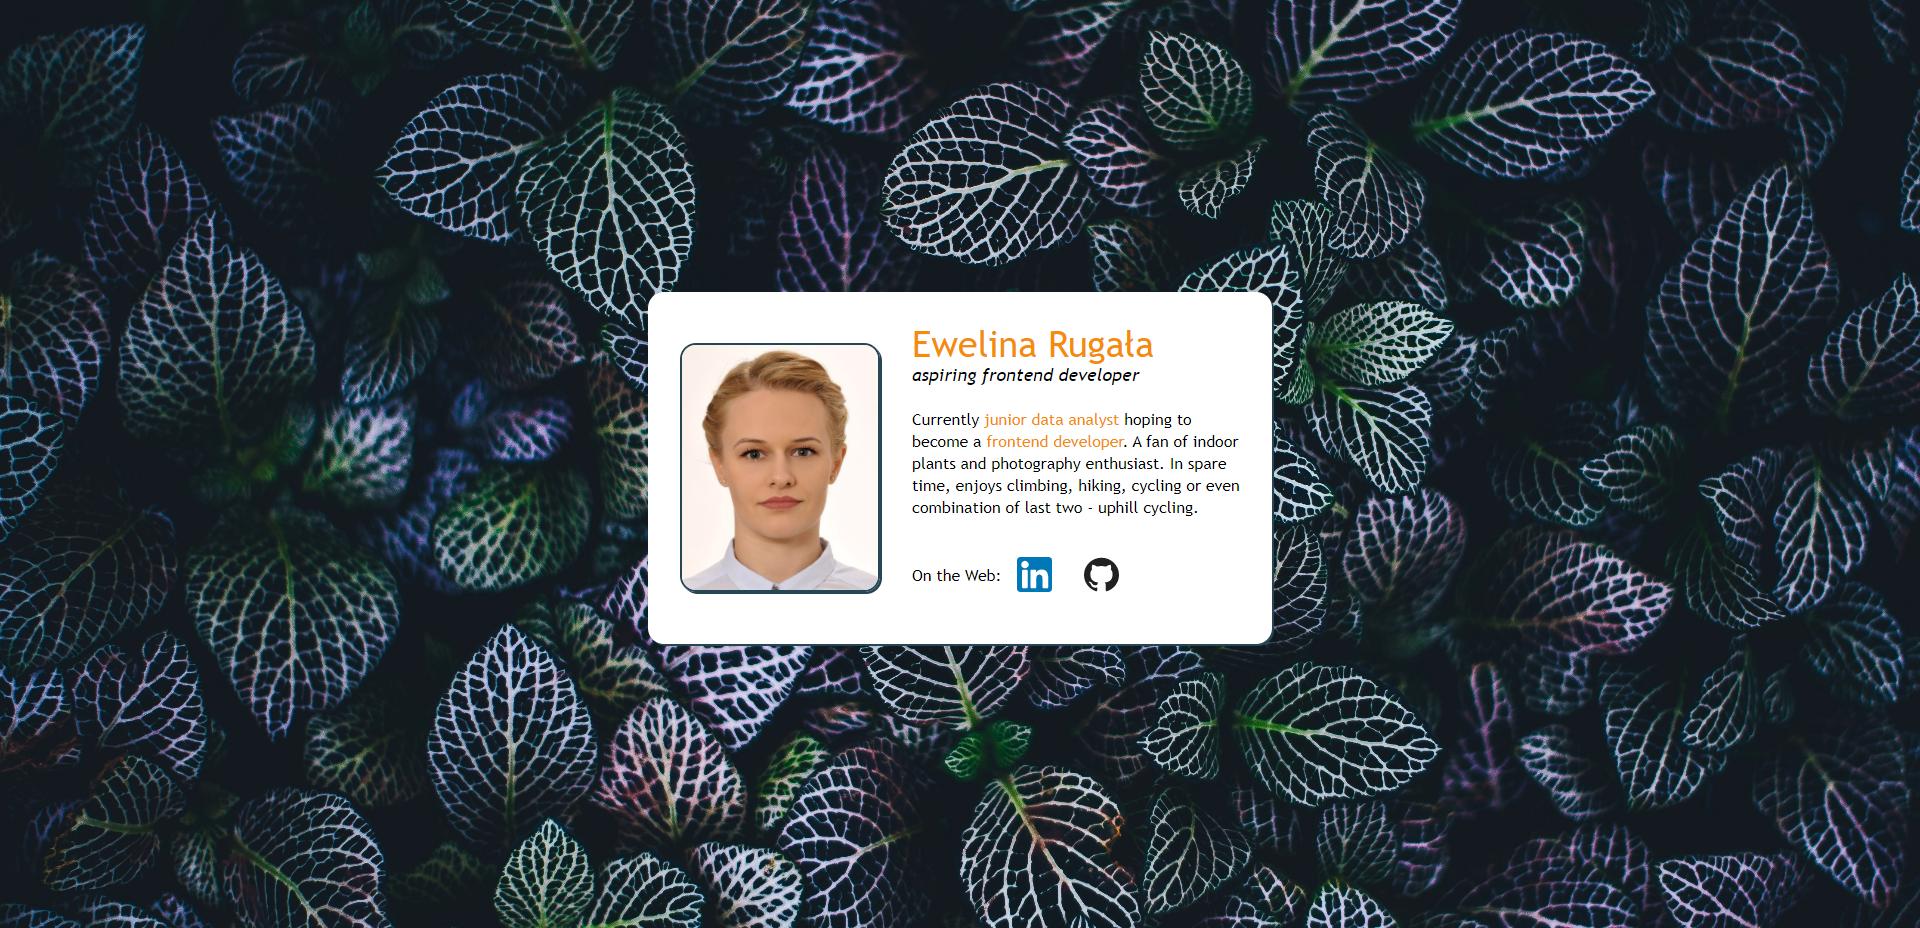 Ewelina Rugała
aspiring frontend developer
Currently junior data analyst hoping to
become a frontend developer. A fan of indoor
plants and photography enthusiast. In spare
time, enjoys climbing, hiking, cycling or even
combination of last two - uphill cycling.
On the Web: in